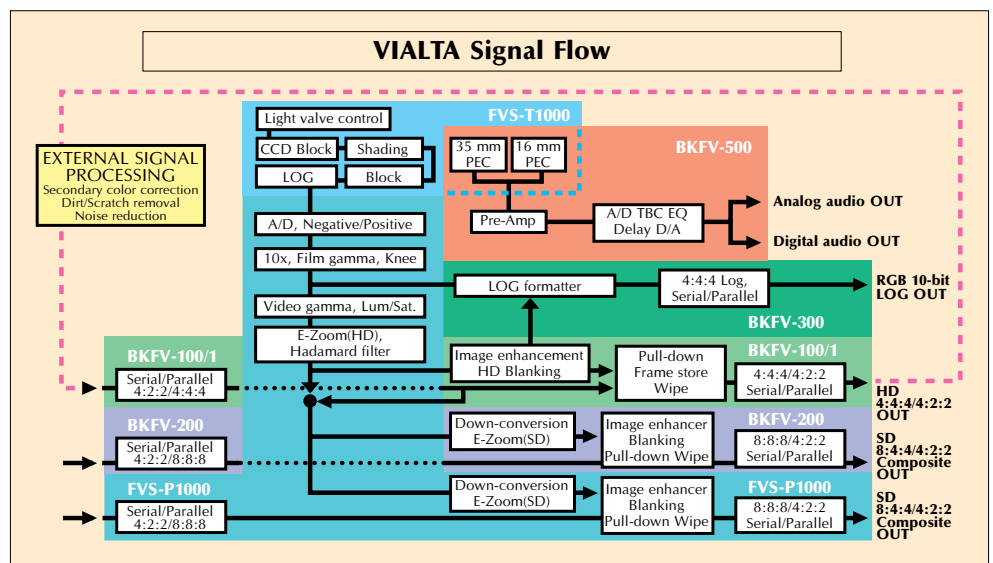 VIALTA Signal Flow
FVS-T1000
Light valve control
CCD Block
Shading
LOG
Block
EXTERNAL SIGNAL
PROCESSING
Secondary color correction
Dirt/Scratch removal
Noise reduction
35 mm
PEC
16 mm
PEC
BKFV-500
Pre-Amp
A/D TBC EQ
Delay D/A
Analog audio OUT
Digital audio OUT
A/D, Negative/Positive
10x, Film gamma, Knee
LOG formatter
4:4:4 Log,
Serial/Parallel
RGB 10-bit
LOG OUT
BKFV-300
Video gamma, Lum/Sat.
E-Zoom(HD),
Hadamard filter
BKFV-100/1
Serial/Parallel
4:2:2/4:4:4
Image enhancement
HD Blanking
Pull-down
Frame store
Wipe
BKFV-100/1
4:4:4/4:2:2
Serial/Parallel
HD
4:4:4/4:2:2
OUT
BKFV-200
Serial/Parallel
4:2:2/8:8:8
Down-conversion
E-Zoom(SD)
Image enhancer
Blanking
Pull-down Wipe
BKFV-200
8:8:8/4:2:2
Serial/Parallel
SD
8:4:4/4:2:2
Composite
OUT
FVS-P1000
Serial/Parallel
4:2:2/8:8:8
Down-conversion
E-Zoom(SD)
Image enhancer
Blanking
Pull-down Wipe
FVS-P1000
8:8:8/4:2:2
Serial/Parallel
SD
8:4:4/4:2:2
Composite
OUT